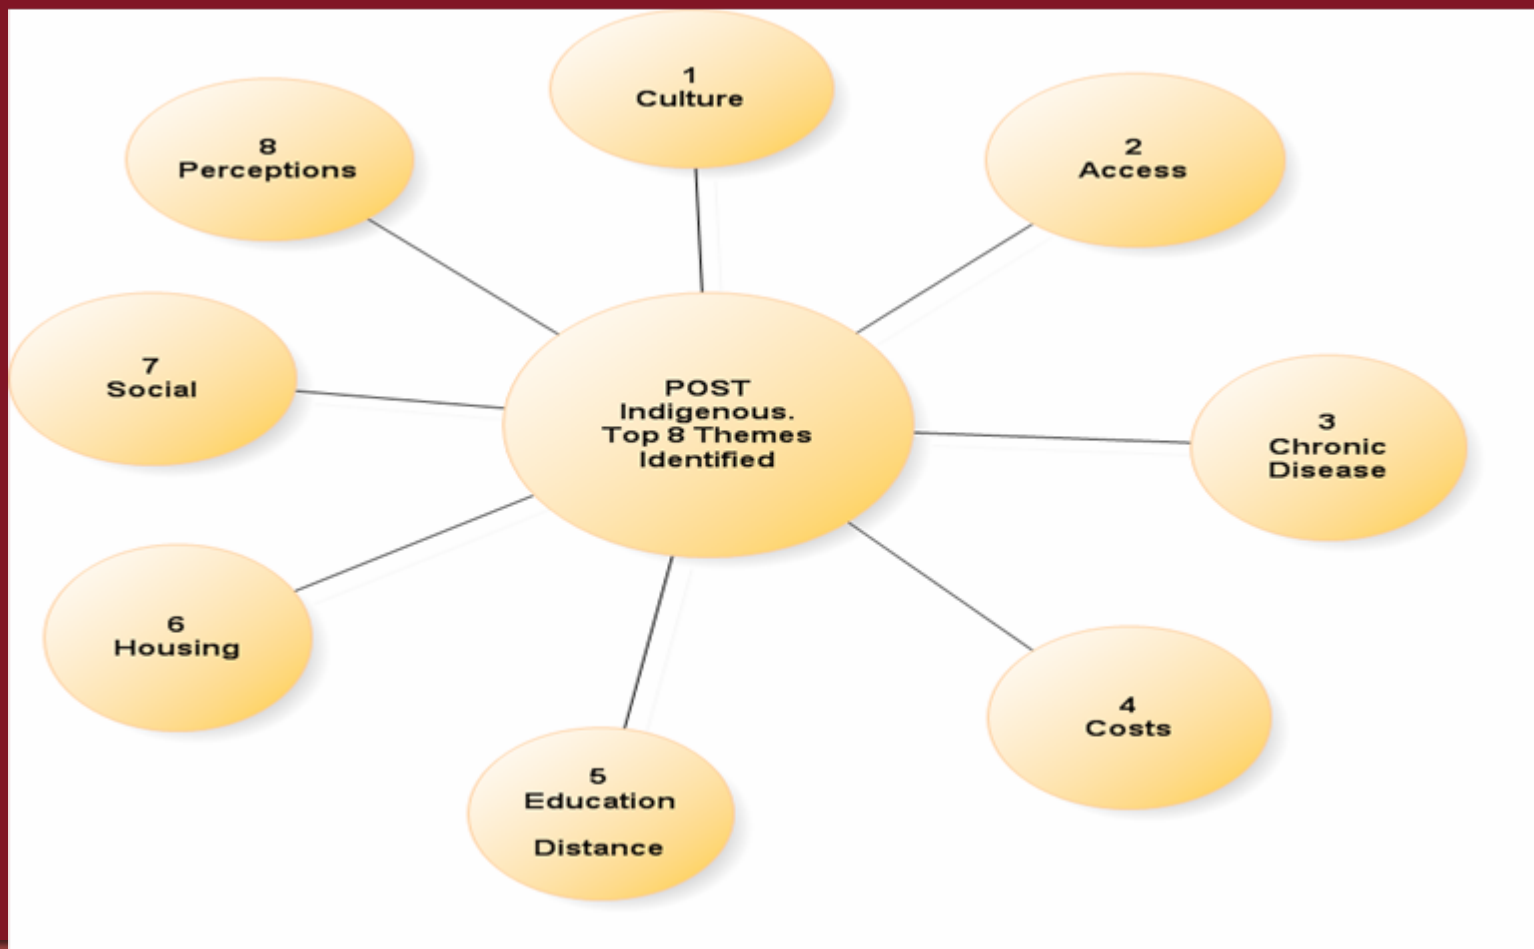 1
Culture
2
Access
3
Chronic
Disease
4
Costs
5
Education
Distance
6
Housing
7
Social
8
Perceptions
POST
Indigenous.
Top 8 Themes
Identified